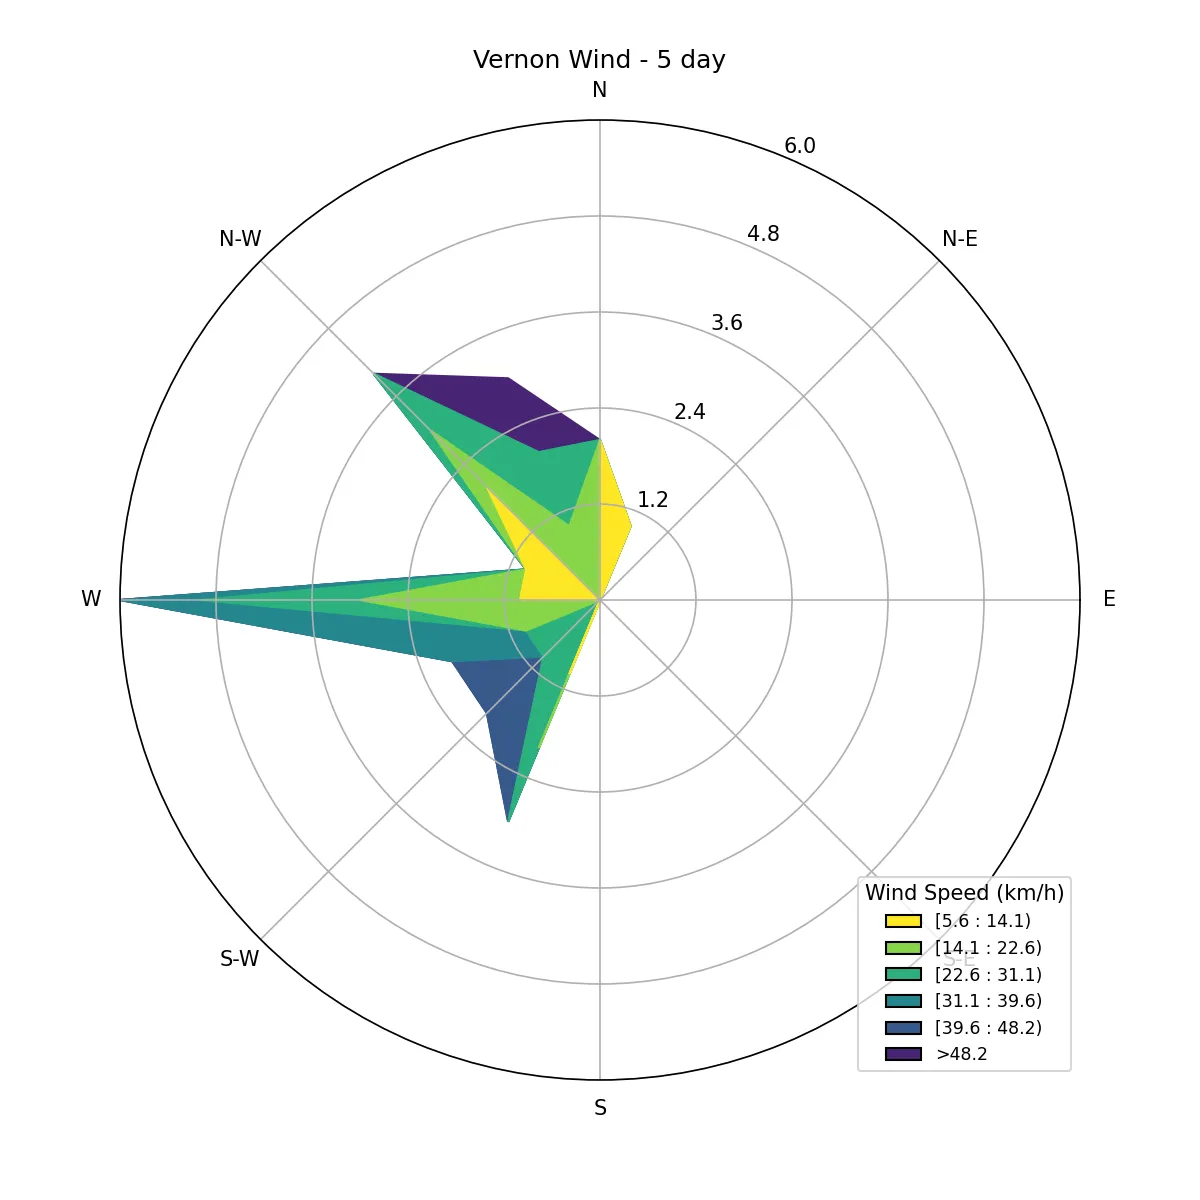 Vernon Wind - 5 day
N
6.0
N-W
N-E
4.8
3.6
2.4
1.2
W
E
S-W
S-E
Wind Speed (km/h)
[5.6 : 14.1)
[14.1 : 22.6)
[22.6 : 31.1)
[31.1 : 39.6)
[39.6 : 48.2)
>48.2
S